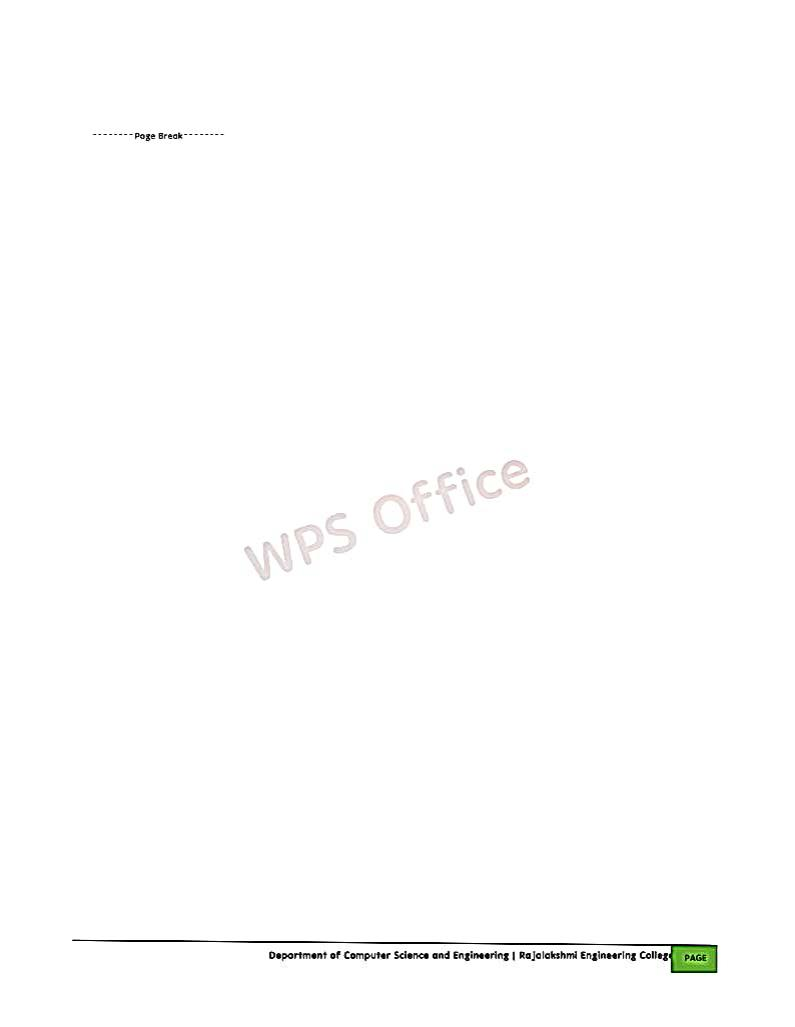 --------Page Break--------
WPS Office
Department of Computer Science and Engineering | Rajalakshmi Engineering College
PAGE